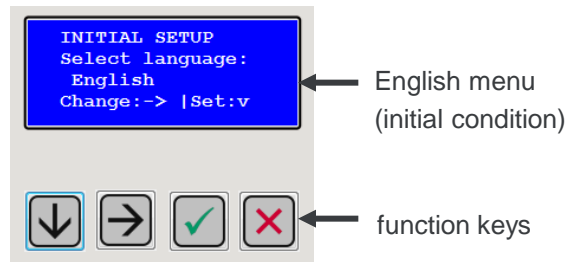 INITIAL SETUP
Select language:
English
Change:-> |Set:v
English menu
(initial condition)
function keys